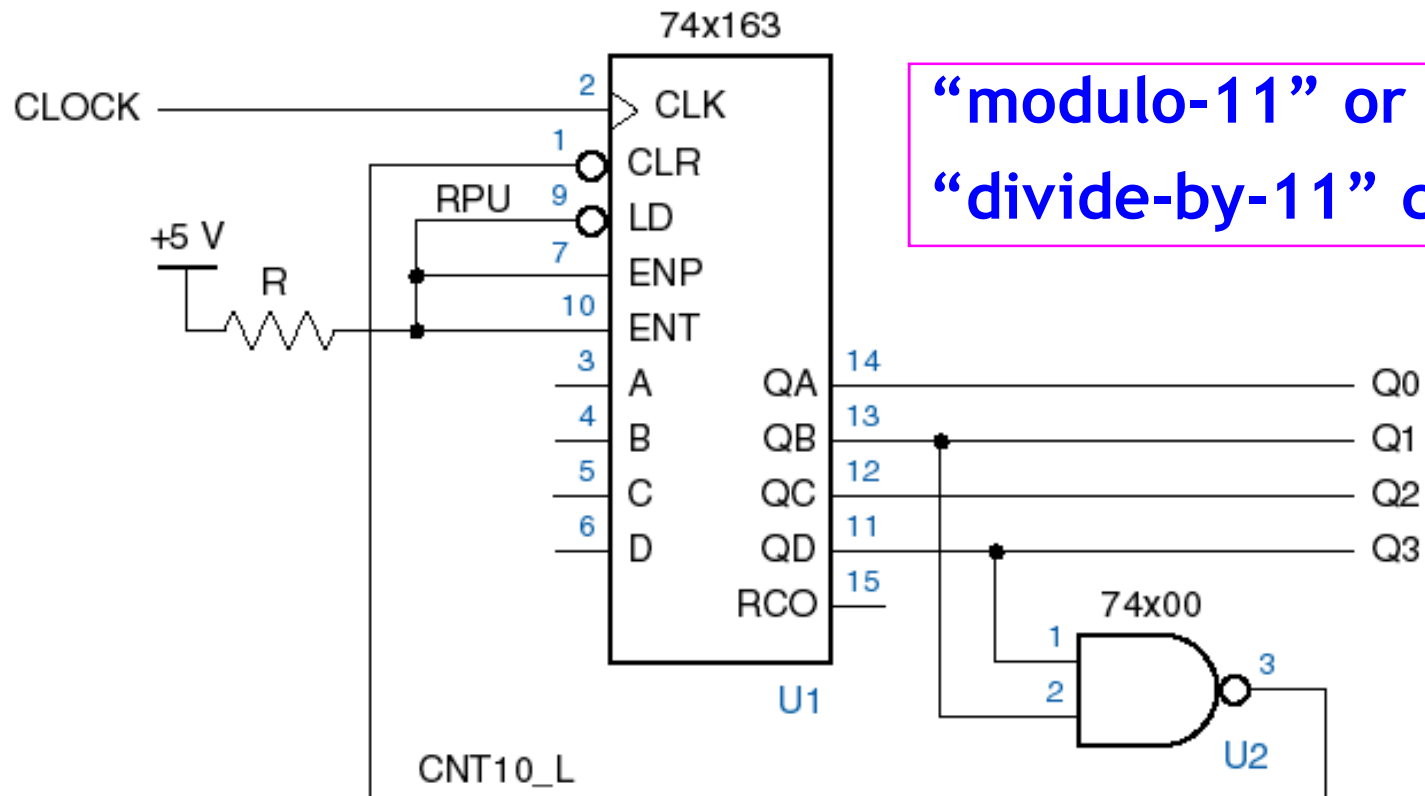 74x163
“modulo-11” or
“divide-by-11”
CLOCK
2
CLK
1
CLR
RPU
9
LD
+5 V
7
ENP
R
10
ENT
3
A
QA
14
Q0
4
B
QB
13
Q1
5
C
QC
12
Q2
6
D
QD
11
Q3
RCO
15
74x00
1
2
3
U1
U2
CNT10_L